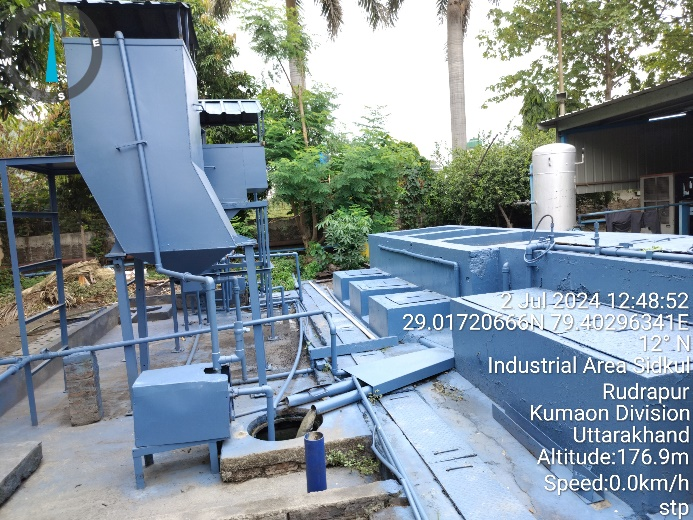 E
S
2 Jul 2024 12:48:52
29.01720666N 79.40296341E
12° N
Industrial Area Sidkul
Rudrapur
Kumaon Division
Uttarakhand
Altitude:176.9m
Speed:0.0km/h
stp